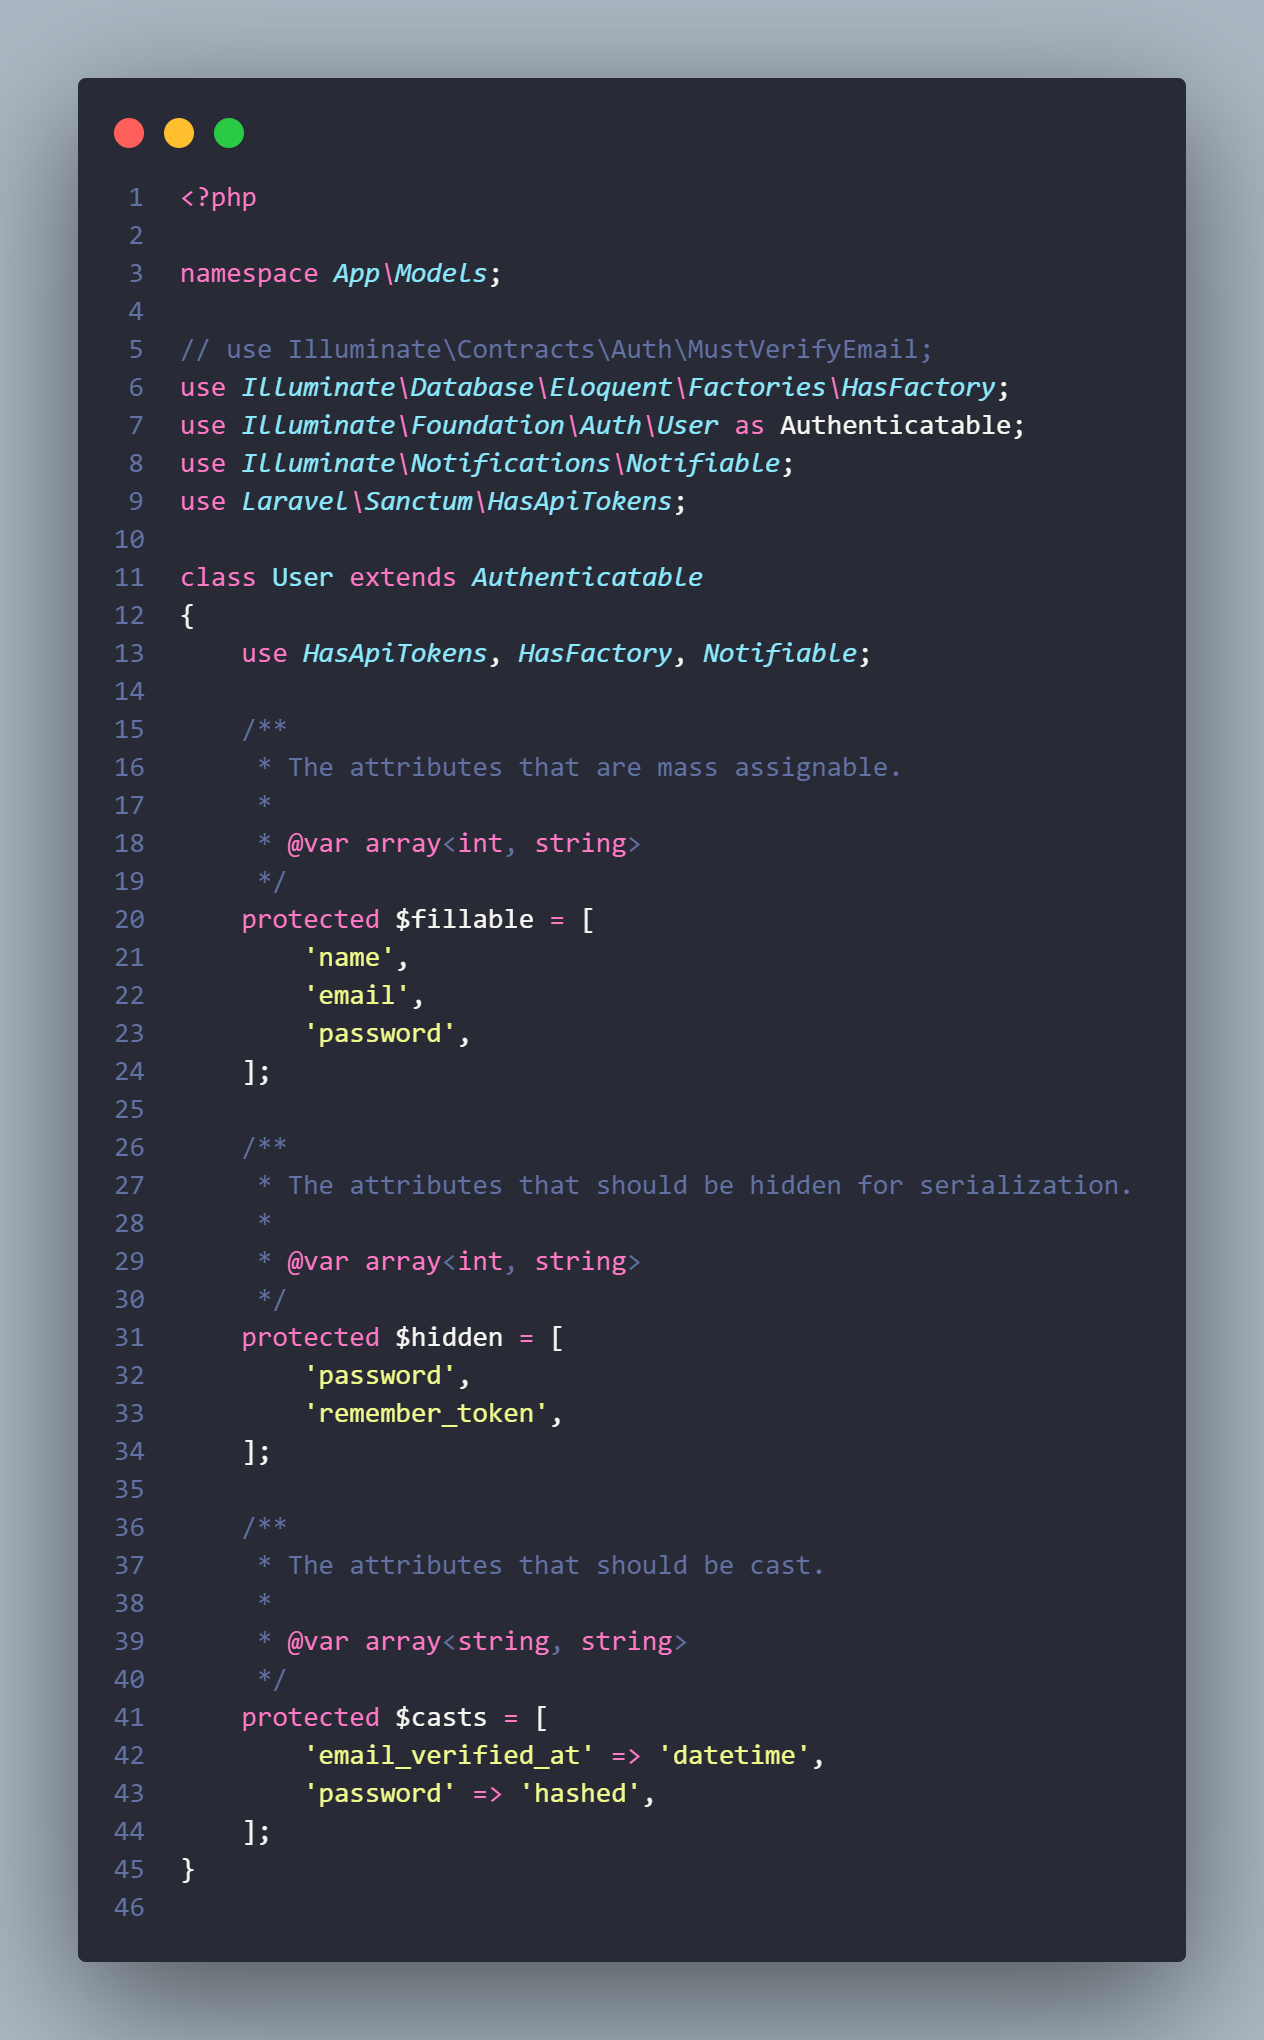 1 <?php
2
3 namespace App\Models;
4
5 // use Illuminate\Contracts\Auth\MustVerifyEmail;
6 use Illuminate\Database\Eloquent\Factories\HasFactory;
7 use Illuminate\Foundation\Auth\User as Authenticatable;
8 use Illuminate\Notifications\Notifiable;
9 use Laravel\Sanctum\HasApiTokens;
10
11 class User extends Authenticatable
12 {
13     use HasApiTokens, HasFactory, Notifiable;
14
15     /**
16      * The attributes that are mass assignable.
17      *
18      * @var array<int, string>
19      */
20     protected $fillable = [
21         'name',
22         'email',
23         'password',
24     ];
25
26     /**
27      * The attributes that should be hidden for serialization.
28      *
29      * @var array<int, string>
30      */
31     protected $hidden = [
32         'password',
33         'remember_token',
34     ];
35
36     /**
37      * The attributes that should be cast.
38      *
39      * @var array<string, string>
40      */
41     protected $casts = [
42         'email_verified_at' => 'datetime',
43         'password' => 'hashed',
44     ];
45 }
46